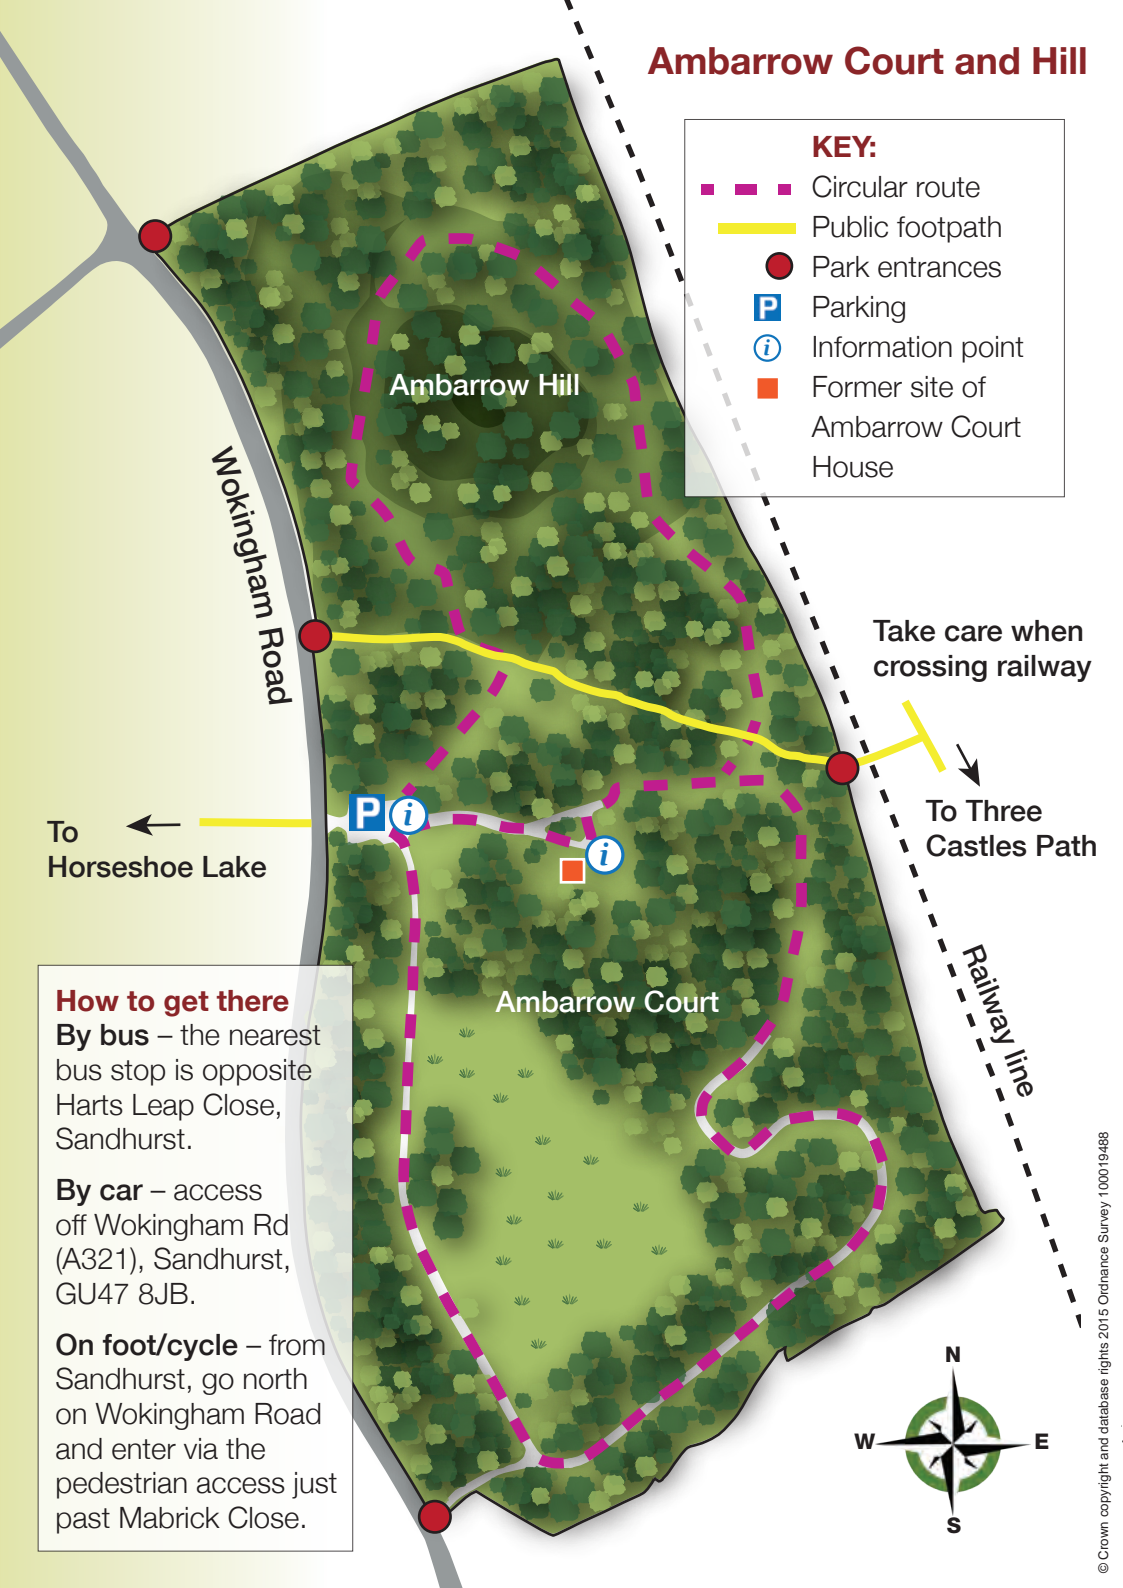 Ambarrow Court and Hill
KEY:
Circular route
Public footpath
Park entrances
P
Parking
i
Information point
Former site of
Ambarrow Court
House
Ambarrow Hill
Wokingham Road
Take care when
crossing railway
To Three
Castles Path
P
i
i
To
Horseshoe Lake
Ambarrow Court
Railway line
How to get there
By bus – the nearest
bus stop is opposite
Harts Leap Close,
Sandhurst.
By car – access
off Wokingham Rd
(A321), Sandhurst,
GU47 8JB.
On foot/cycle – from
Sandhurst, go north
on Wokingham Road
and enter via the
pedestrian access just
past Mabrick Close.
N
W
E
S
© Crown copyright and database rights 2015 Ordnance Survey 100019488